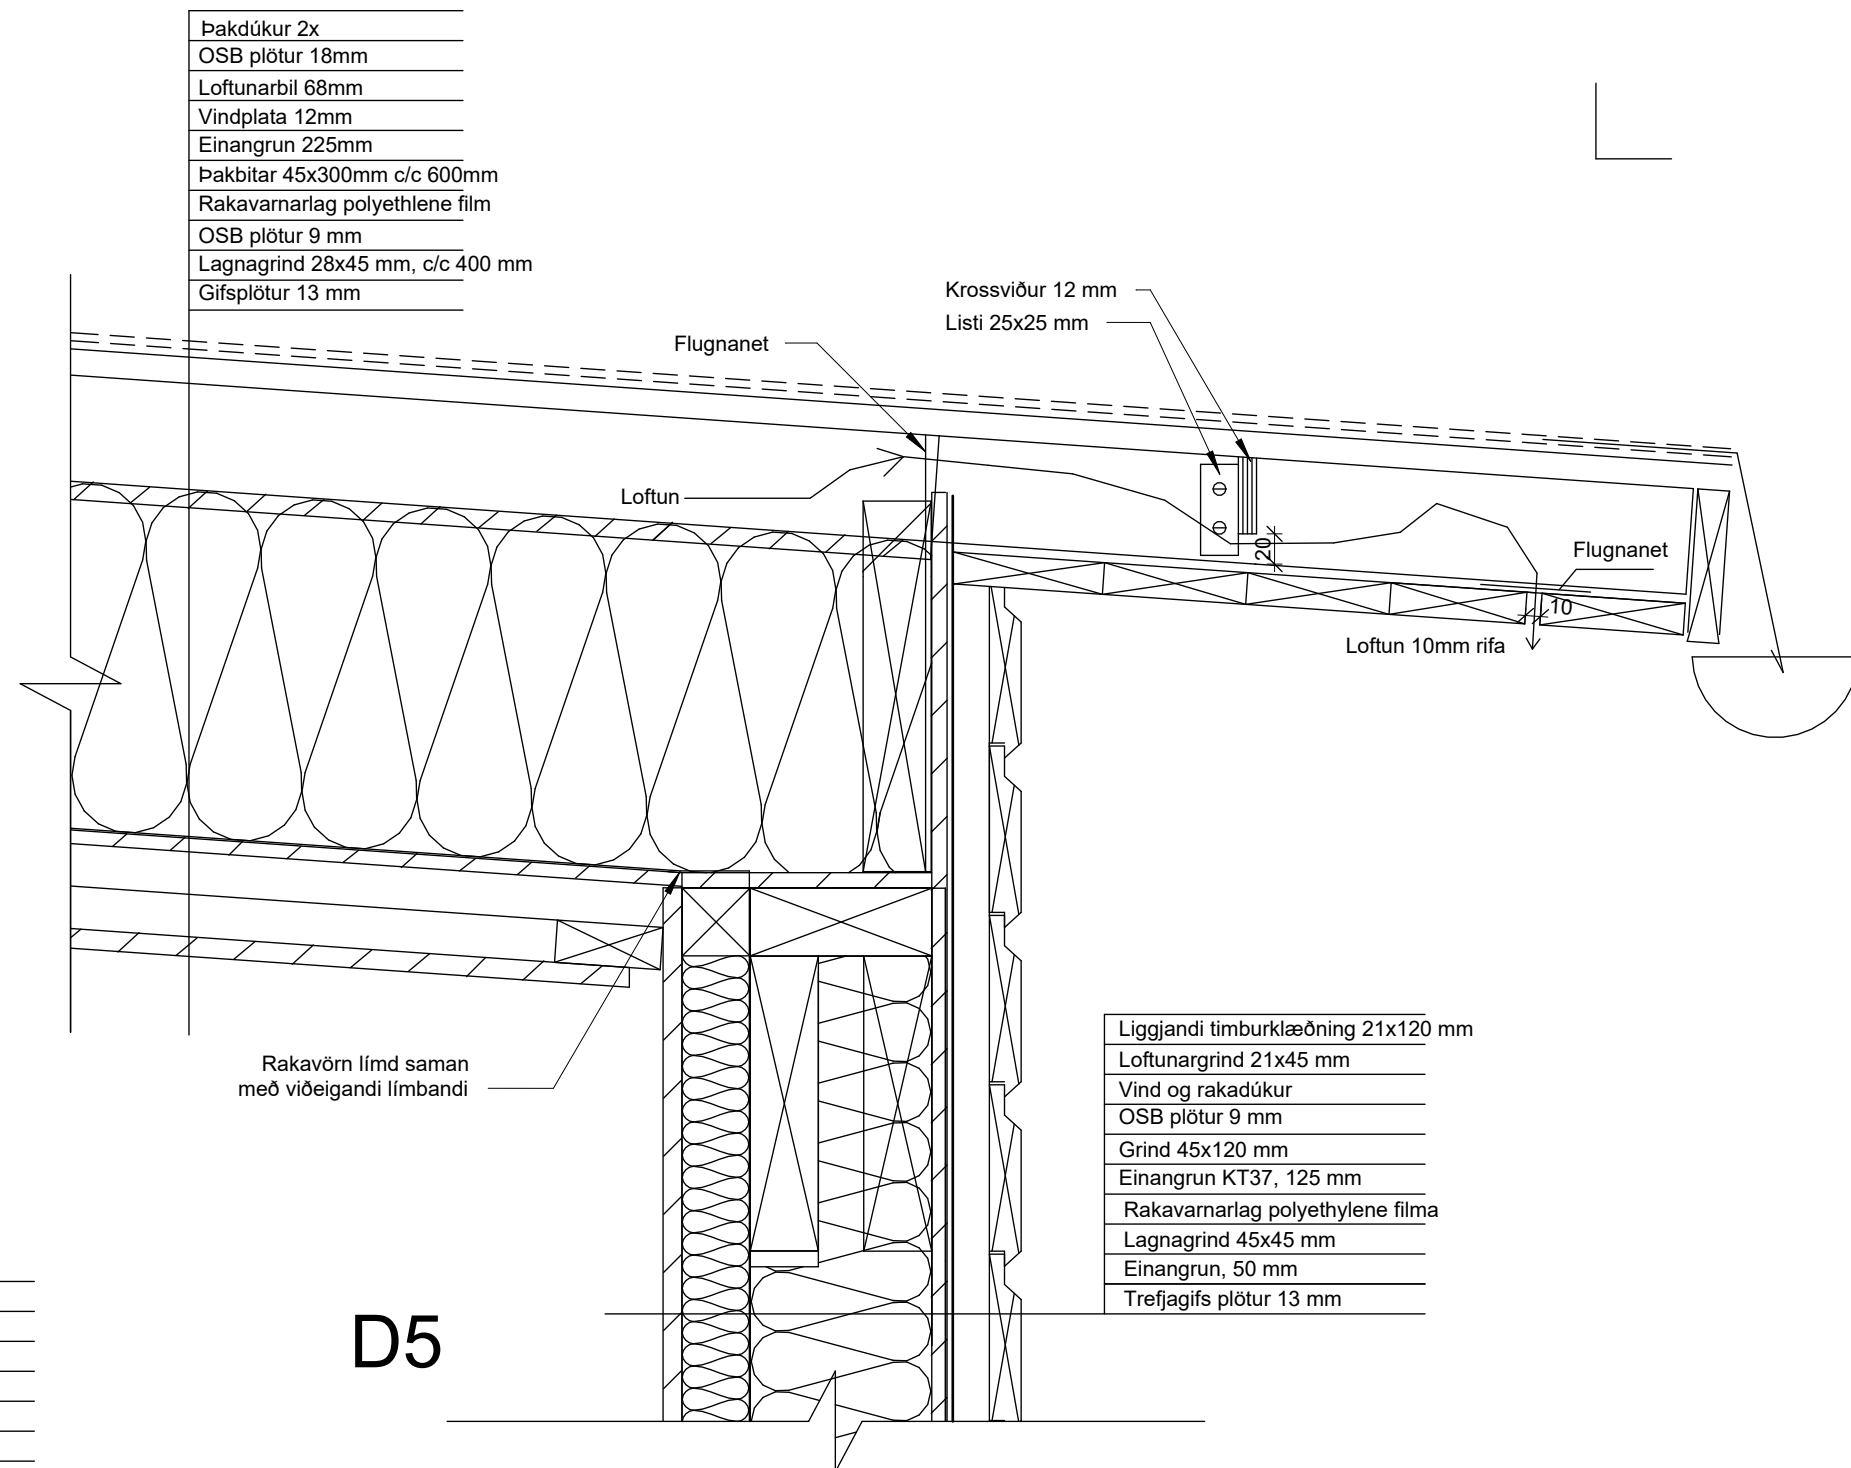 Þakdúkur 2x
OSB plötur 18mm
Loftunarbil 68mm
Vindplata 12mm
Einangrun 225mm
Þakbitar 45x300mm c/c 600mm
Rakavarnarlag polyethlene film
OSB plötur 9 mm
Lagnagrind 28x45 mm, c/c 400 mm
Gifsplötur 13 mm
Krossviður 12 mm
Listi 25x25 mm
Flugnanet
Loftun
20
Flugnanet
10
Loftun 10mm rifa
Rakavörn límd saman
með viðeigandi límbandi
Liggjandi timburklæðning 21x120 mm
Loftunargrind 21x45 mm
Vind og rakadúkur
OSB plötur 9 mm
Grind 45x120 mm
Einangrun KT37, 125 mm
Rakavarnarlag polyethylene filma
Lagnagrind 45x45 mm
Einangrun, 50 mm
Trefjagifs plötur 13 mm
D5